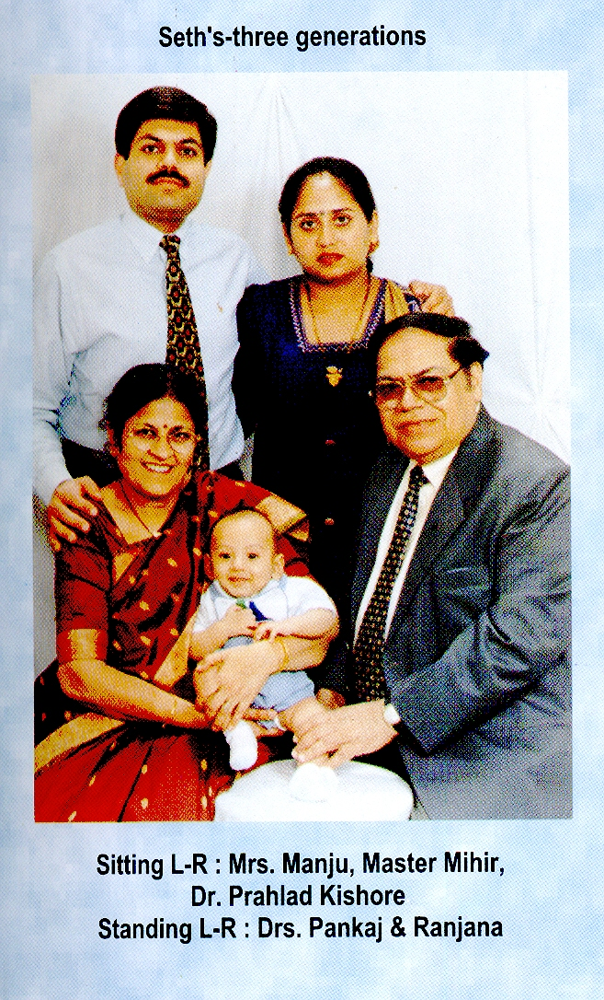 Seth's-three generations
Sitting L-R : Mrs. Manju, Master Mihir,
Dr. Prahlad Kishore
Standing L-R : Drs. Pankaj & Ranjana